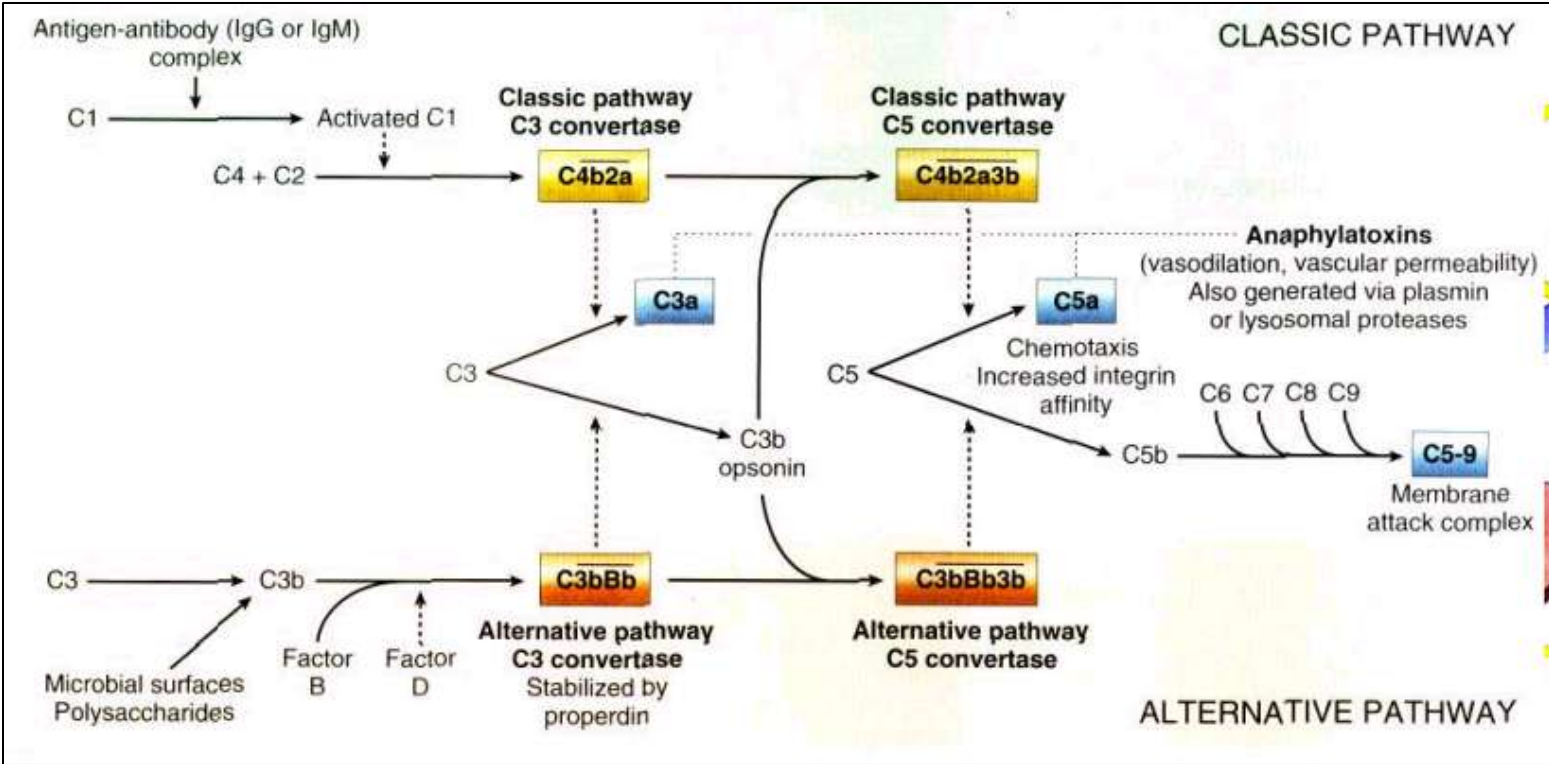 CLASSIC PATHWAY
Antigen-antibody (IgG or IgM)
complex
C1
Activated C1
C4 + C2
Classic pathway
C3 convertase
C4b2a
Classic pathway
C5 convertase
C4b2a3b
Anaphylatoxins
(vasodilation, vascular permeability)
Also generated via plasmin
or lysosomal proteases
C3a
C5a
Chemotaxis
Increased integrin
affinity
C3
C5
C3b
opsonin
C5b
C6 C7 C8 C9
C5-9
Membrane
attack complex
C3
C3b
C3bBb
C3bBb3b
Microbial surfaces
Polysaccharides
Factor
B
Factor
D
Alternative pathway
C3 convertase
Stabilized by
properdin
Alternative pathway
C5 convertase
ALTERNATIVE PATHWAY